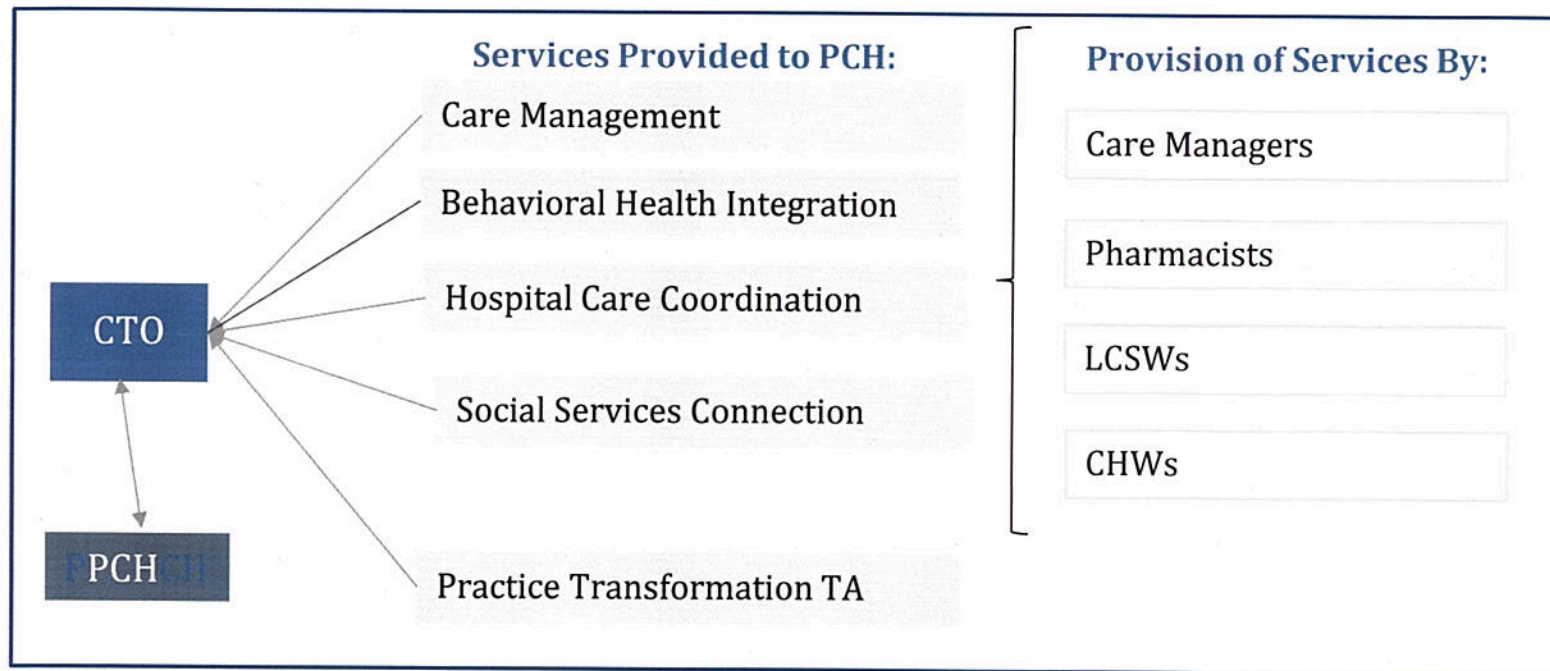 Services Provided to PCH:
Care Management
Behavioral Health Integration
Hospital Care Coordination
Social Services Connection
Practice Transformation TA
CTO
PCH
Provision of Services By:
Care Managers
Pharmacists
LCSWs
CHWs